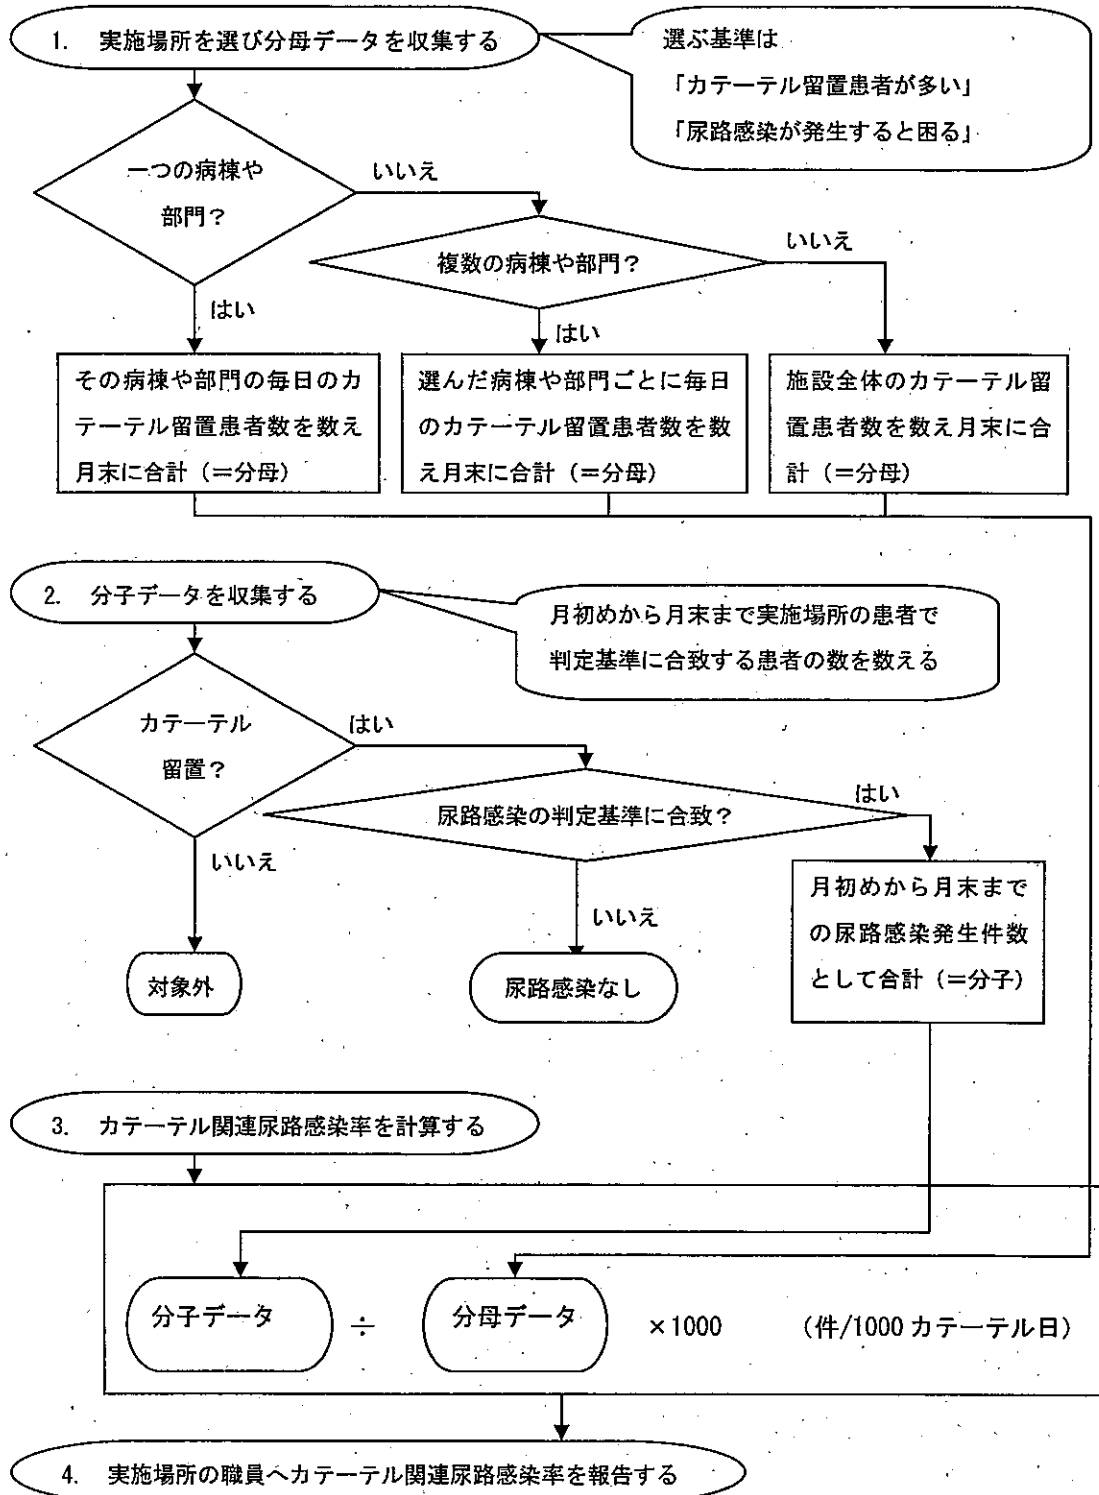 1. 実施場所を選び分母データを収集する
選ぶ基準は
「カテーテル留置患者が多い」
「尿路感染が発生すると困る」
一つの病棟や
部門？
いいえ
複数の病棟や部門？
いいえ
はい
はい
その病棟や部門の毎日のカ
テーテル留置患者数を数え
月末に合計（＝分母）
選んだ病棟や部門ごとに毎日
のカテーテル留置患者数を数
え月末に合計（＝分母）
施設全体のカテーテル留
置患者数を数え月末に合
計（＝分母）
2. 分子データを収集する
月初めから月末まで実施場所の患者で
判定基準に合致する患者の数を数える
カテーテル
留置？
はい
尿路感染の判定基準に合致？
はい
いいえ
いいえ
月初めから月末まで
の尿路感染発生件数
として合計（＝分子）
対象外
尿路感染なし
3. カテーテル関連尿路感染率を計算する
分子データ ÷ 分母データ ×1000 （件/1000 カテーテル日）
4. 実施場所の職員へカテーテル関連尿路感染率を報告する